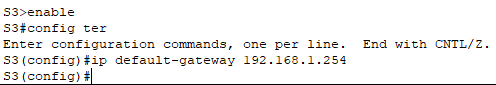 S3>enable
S3#config ter
Enter configuration commands, one per line.  End with CNTL/Z.
S3(config)#ip default-gateway 192.168.1.254
S3(config)#